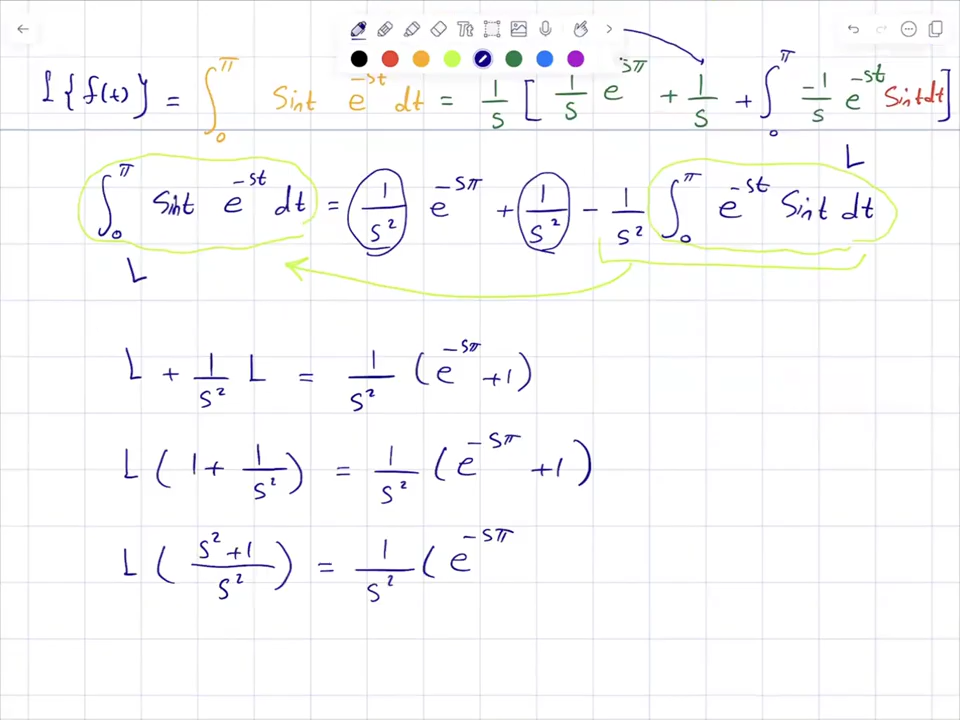 L{f(t)} = ∫₀^π Sint e^{-st} dt = 1/s [ 1/s e^{sπ} + 1/s + ∫₀^π -1/s e^{-st} Sint dt ]
L
∫₀^π Sint e^{-st} dt = 1/s² e^{-sπ} + 1/s² - 1/s² ∫₀^π e^{-st} Sint dt
L
L + 1/s² L = 1/s² (e^{-sπ} +1)
L ( 1+ 1/s² ) = 1/s² (e^{-sπ} +1)
L ( s²+1/s² ) = 1/s² (e^{-sπ}